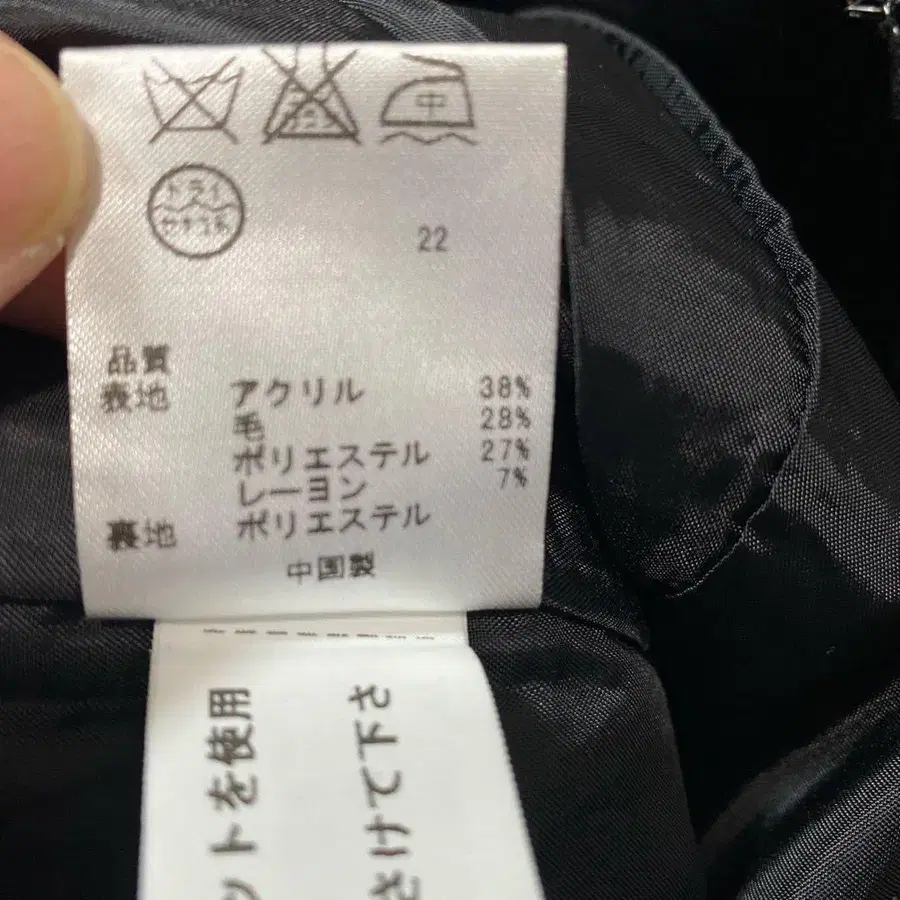 中
ドライ
セキユ系
22
品質
表地 アクリル 38%
毛 28%
ポリエステル 27%
レーヨン 7%
裏地 ポリエステル
中国製
ットを使用
さけて下さ